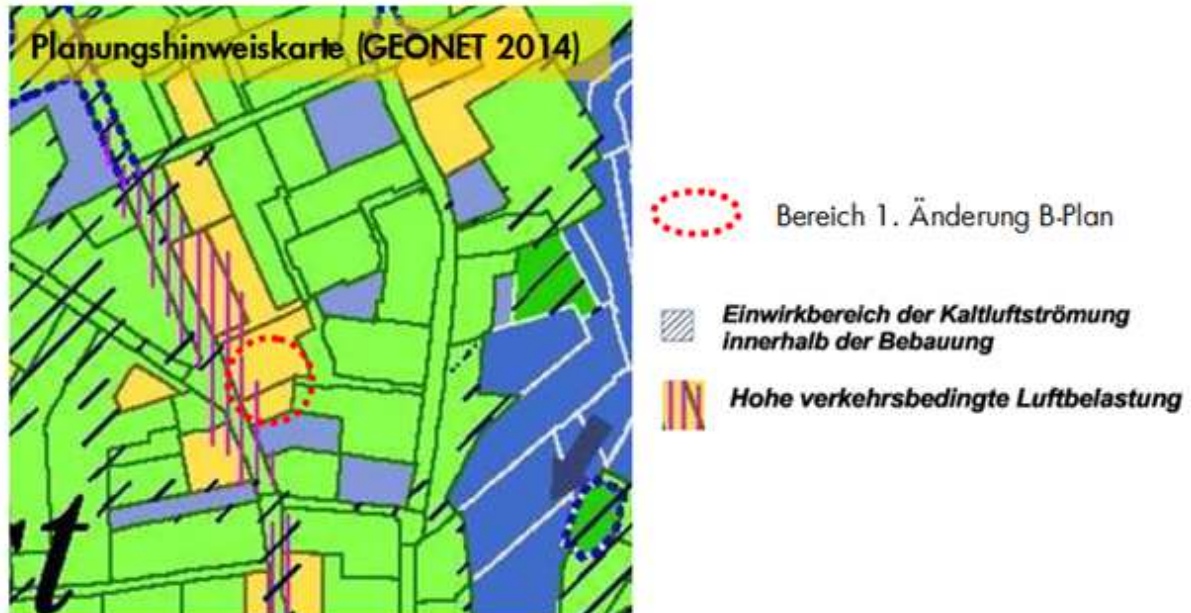 Planungshinweiskarte (GEONET 2014)
Bereich 1. Änderung B-Plan
Einwirkbereich der Kaltluftströmung
innerhalb der Bebauung
Hohe verkehrsbedingte Luftbelastung
t